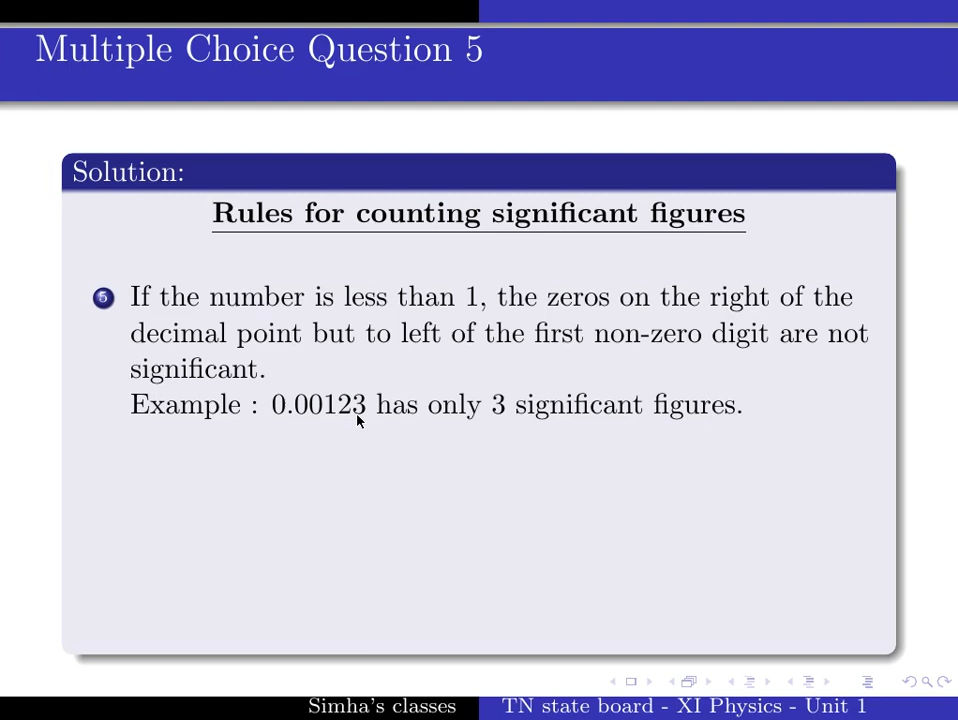 Multiple Choice Question 5
Solution:
Rules for counting significant figures
5 If the number is less than 1, the zeros on the right of the
decimal point but to left of the first non-zero digit are not
significant.
Example : 0.00123 has only 3 significant figures.
Simha's classes TN state board - XI Physics - Unit 1